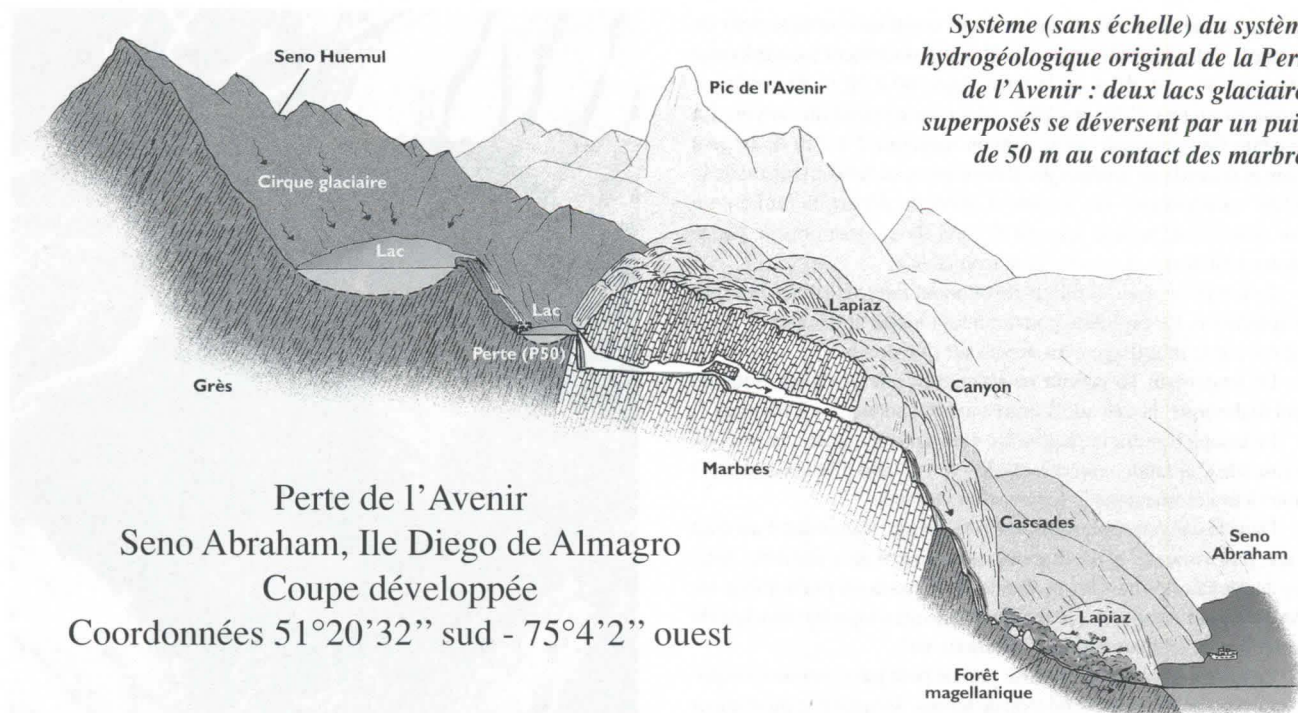 Système (sans échelle) du systèm
hydrogéologique original de la Pert
de l'Avenir : deux lacs glaciaire
superposés se déversent par un pui
de 50 m au contact des marbre
Seno Huemul
Pic de l'Avenir
Cirque glaciaire
Lac
Lac
Lapiaz
Perte (P50)
Grès
Canyon
Marbres
Cascades
Seno
Abraham
Lapiaz
Forêt
magellanique
Perte de l'Avenir
Seno Abraham, Ile Diego de Almagro
Coupe développée
Coordonnées 51°20'32'' sud - 75°4'2'' ouest